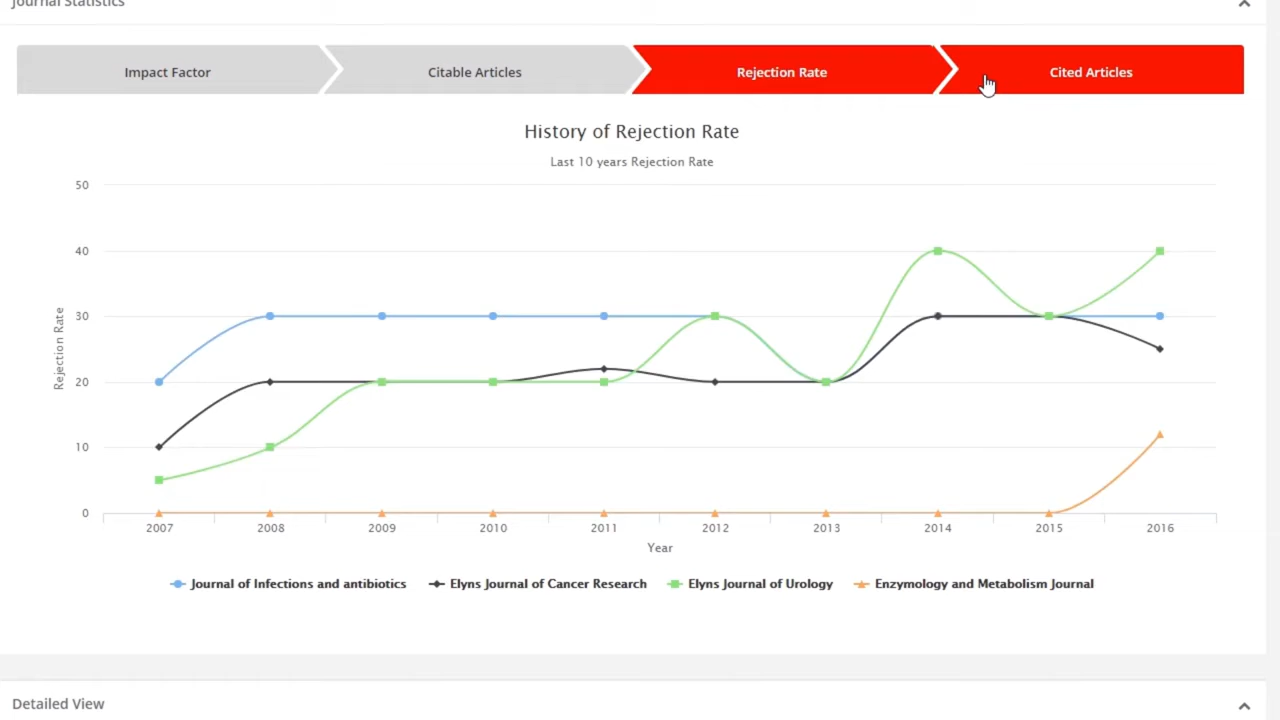 Journal Statistics
Impact Factor
Citable Articles
Rejection Rate
Cited Articles
History of Rejection Rate
Last 10 years Rejection Rate
Rejection Rate
50
40
30
20
10
0
2007 2008 2009 2010 2011 2012 2013 2014 2015 2016
Year
Journal of Infections and antibiotics Elyns Journal of Cancer Research Elyns Journal of Urology Enzymology and Metabolism Journal
Detailed View